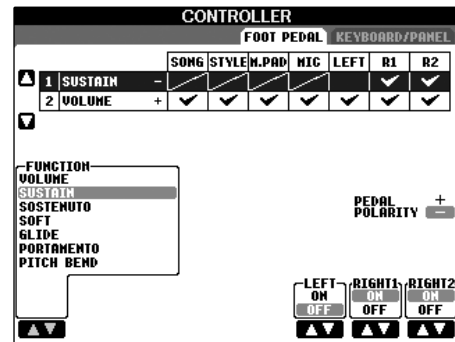 CONTROLLER
FOOT PEDAL KEYBOARD/PANEL
SONG STYLE M.PAD MIC LEFT R1 R2
1 SUSTAIN -
2 VOLUME +
FUNCTION
VOLUME
SUSTAIN
SOSTENUTO
SOFT
GLIDE
PORTAMENTO
PITCH BEND
PEDAL POLARITY + -
LEFT RIGHT1 RIGHT2
ON ON ON
OFF OFF OFF